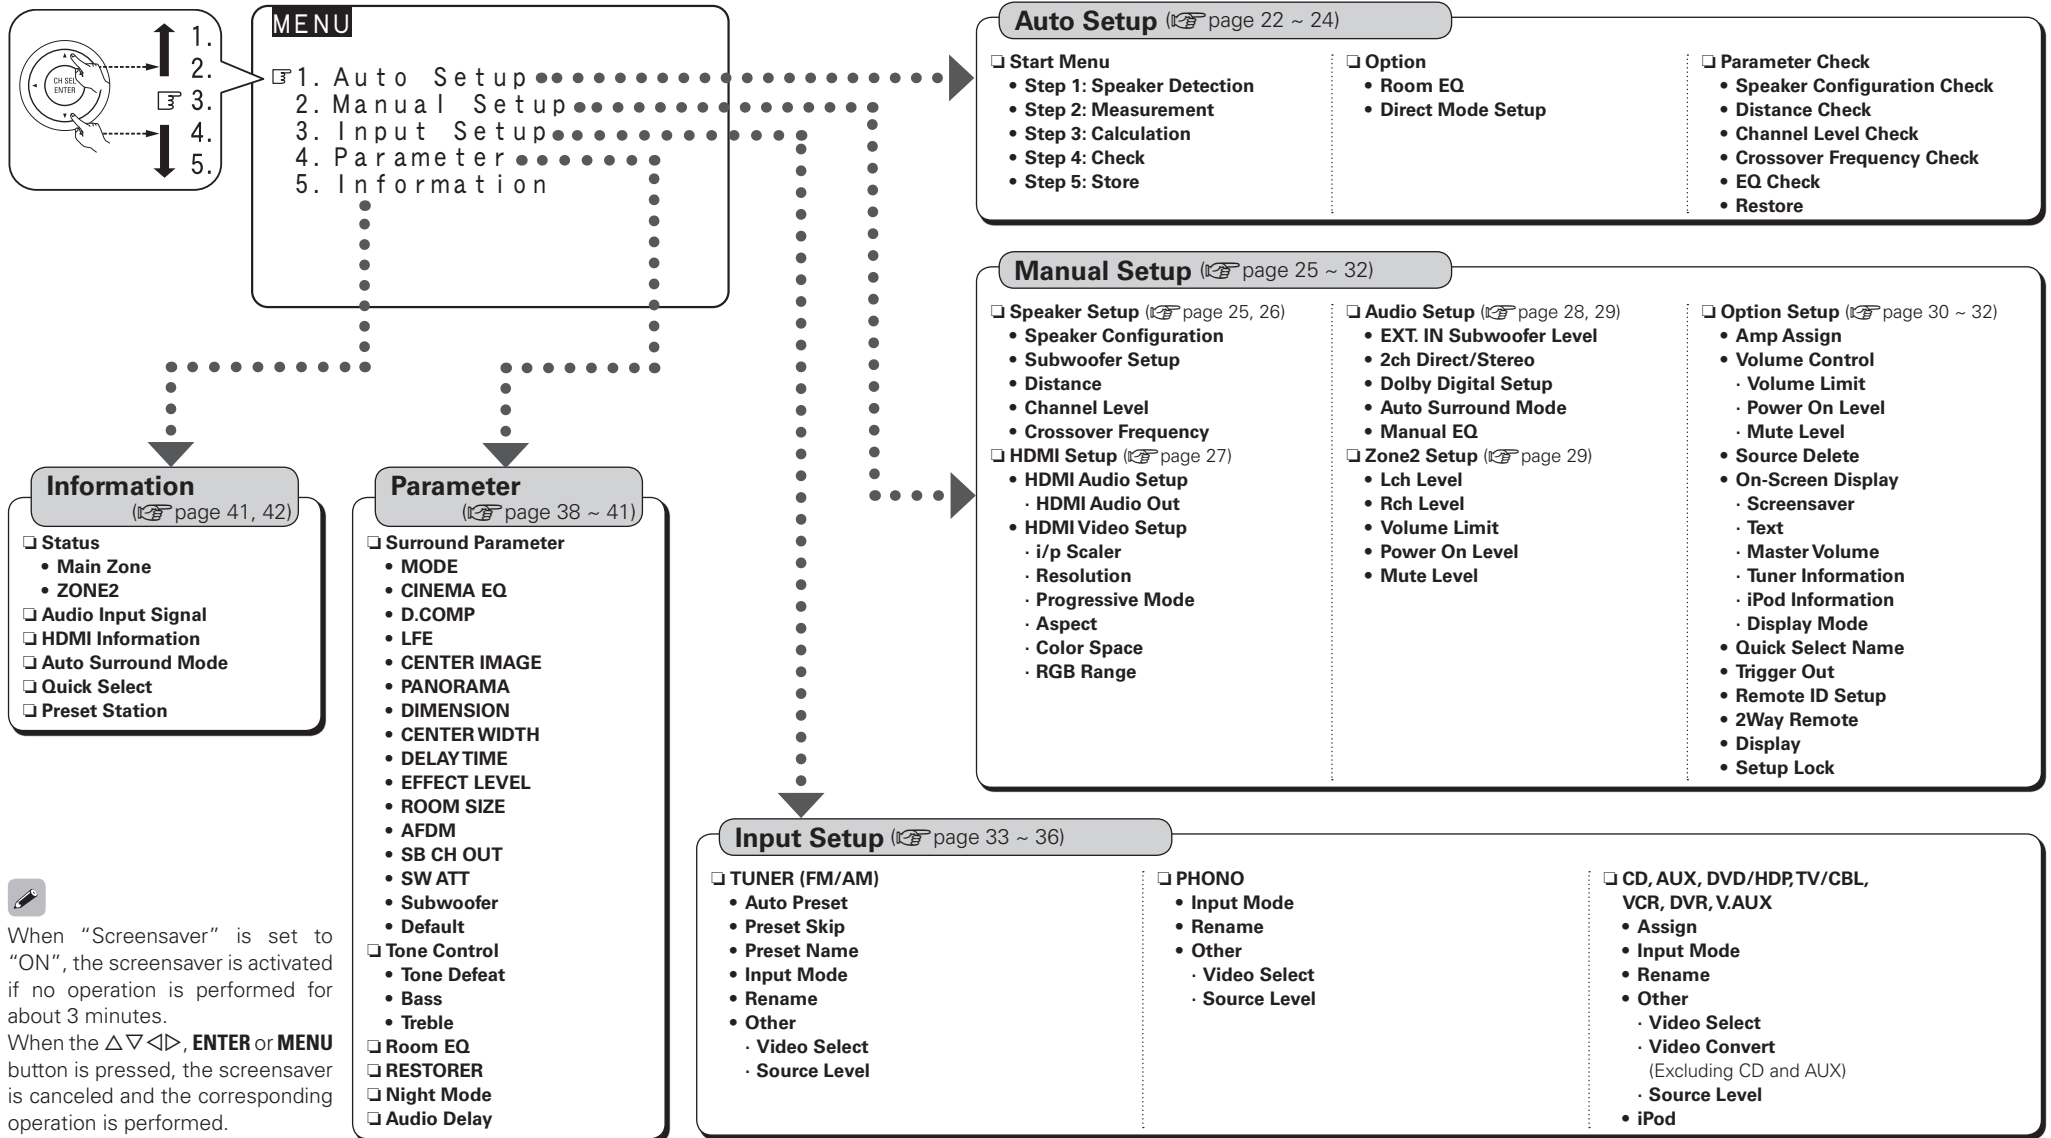 1.
2.
3.
4.
5.
CH SEL
ENTER
MENU
☞1. Auto Setup
2. Manual Setup
3. Input Setup
4. Parameter
5. Information
Auto Setup (☞ page 22 ~ 24)
❏ Start Menu
• Step 1: Speaker Detection
• Step 2: Measurement
• Step 3: Calculation
• Step 4: Check
• Step 5: Store
❏ Option
• Room EQ
• Direct Mode Setup
❏ Parameter Check
• Speaker Configuration Check
• Distance Check
• Channel Level Check
• Crossover Frequency Check
• EQ Check
• Restore
Manual Setup (☞ page 25 ~ 32)
❏ Speaker Setup (☞ page 25, 26)
• Speaker Configuration
• Subwoofer Setup
• Distance
• Channel Level
• Crossover Frequency
❏ HDMI Setup (☞ page 27)
• HDMI Audio Setup
· HDMI Audio Out
• HDMI Video Setup
· i/p Scaler
· Resolution
· Progressive Mode
· Aspect
· Color Space
· RGB Range
❏ Audio Setup (☞ page 28, 29)
• EXT. IN Subwoofer Level
• 2ch Direct/Stereo
• Dolby Digital Setup
• Auto Surround Mode
• Manual EQ
❏ Zone2 Setup (☞ page 29)
• Lch Level
• Rch Level
• Volume Limit
• Power On Level
• Mute Level
❏ Option Setup (☞ page 30 ~ 32)
• Amp Assign
• Volume Control
· Volume Limit
· Power On Level
· Mute Level
• Source Delete
• On-Screen Display
· Screensaver
· Text
· Master Volume
· Tuner Information
· iPod Information
· Display Mode
• Quick Select Name
• Trigger Out
• Remote ID Setup
• 2Way Remote
• Display
• Setup Lock
Information
(☞ page 41, 42)
❏ Status
• Main Zone
• ZONE2
❏ Audio Input Signal
❏ HDMI Information
❏ Auto Surround Mode
❏ Quick Select
❏ Preset Station
Parameter
(☞ page 38 ~ 41)
❏ Surround Parameter
• MODE
• CINEMA EQ
• D.COMP
• LFE
• CENTER IMAGE
• PANORAMA
• DIMENSION
• CENTER WIDTH
• DELAY TIME
• EFFECT LEVEL
• ROOM SIZE
• AFDM
• SB CH OUT
• SW ATT
• Subwoofer
• Default
❏ Tone Control
• Tone Defeat
• Bass
• Treble
❏ Room EQ
❏ RESTORER
❏ Night Mode
❏ Audio Delay
Input Setup (☞ page 33 ~ 36)
❏ TUNER (FM/AM)
• Auto Preset
• Preset Skip
• Preset Name
• Input Mode
• Rename
• Other
· Video Select
· Source Level
❏ PHONO
• Input Mode
• Rename
• Other
· Video Select
· Source Level
❏ CD, AUX, DVD/HDP, TV/CBL,
VCR, DVR, V.AUX
• Assign
• Input Mode
• Rename
• Other
· Video Select
· Video Convert
(Excluding CD and AUX)
· Source Level
• iPod
When “Screensaver” is set to
“ON”, the screensaver is activated
if no operation is performed for
about 3 minutes.
When the △▽◁▷, ENTER or MENU
button is pressed, the screensaver
is canceled and the corresponding
operation is performed.